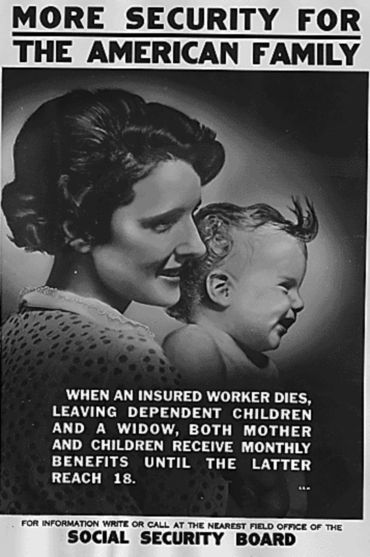 MORE SECURITY FOR
THE AMERICAN FAMILY
WHEN AN INSURED WORKER DIES,
LEAVING DEPENDENT CHILDREN
AND A WIDOW, BOTH MOTHER
AND CHILDREN RECEIVE MONTHLY
BENEFITS UNTIL THE LATTER
REACH 18.
FOR INFORMATION WRITE OR CALL AT THE NEAREST FIELD OFFICE OF THE
SOCIAL SECURITY BOARD